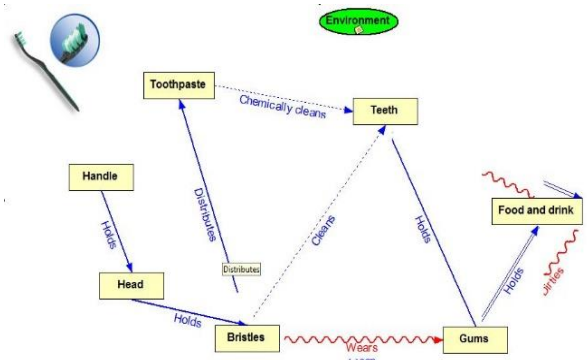 Environment
Toothpaste
Chemically cleans
Teeth
Handle
Distributes
Cleans
Holds
Food and drink
Holds
Distributes
Holds
Head
Holds
Bristles
Wears
Gums